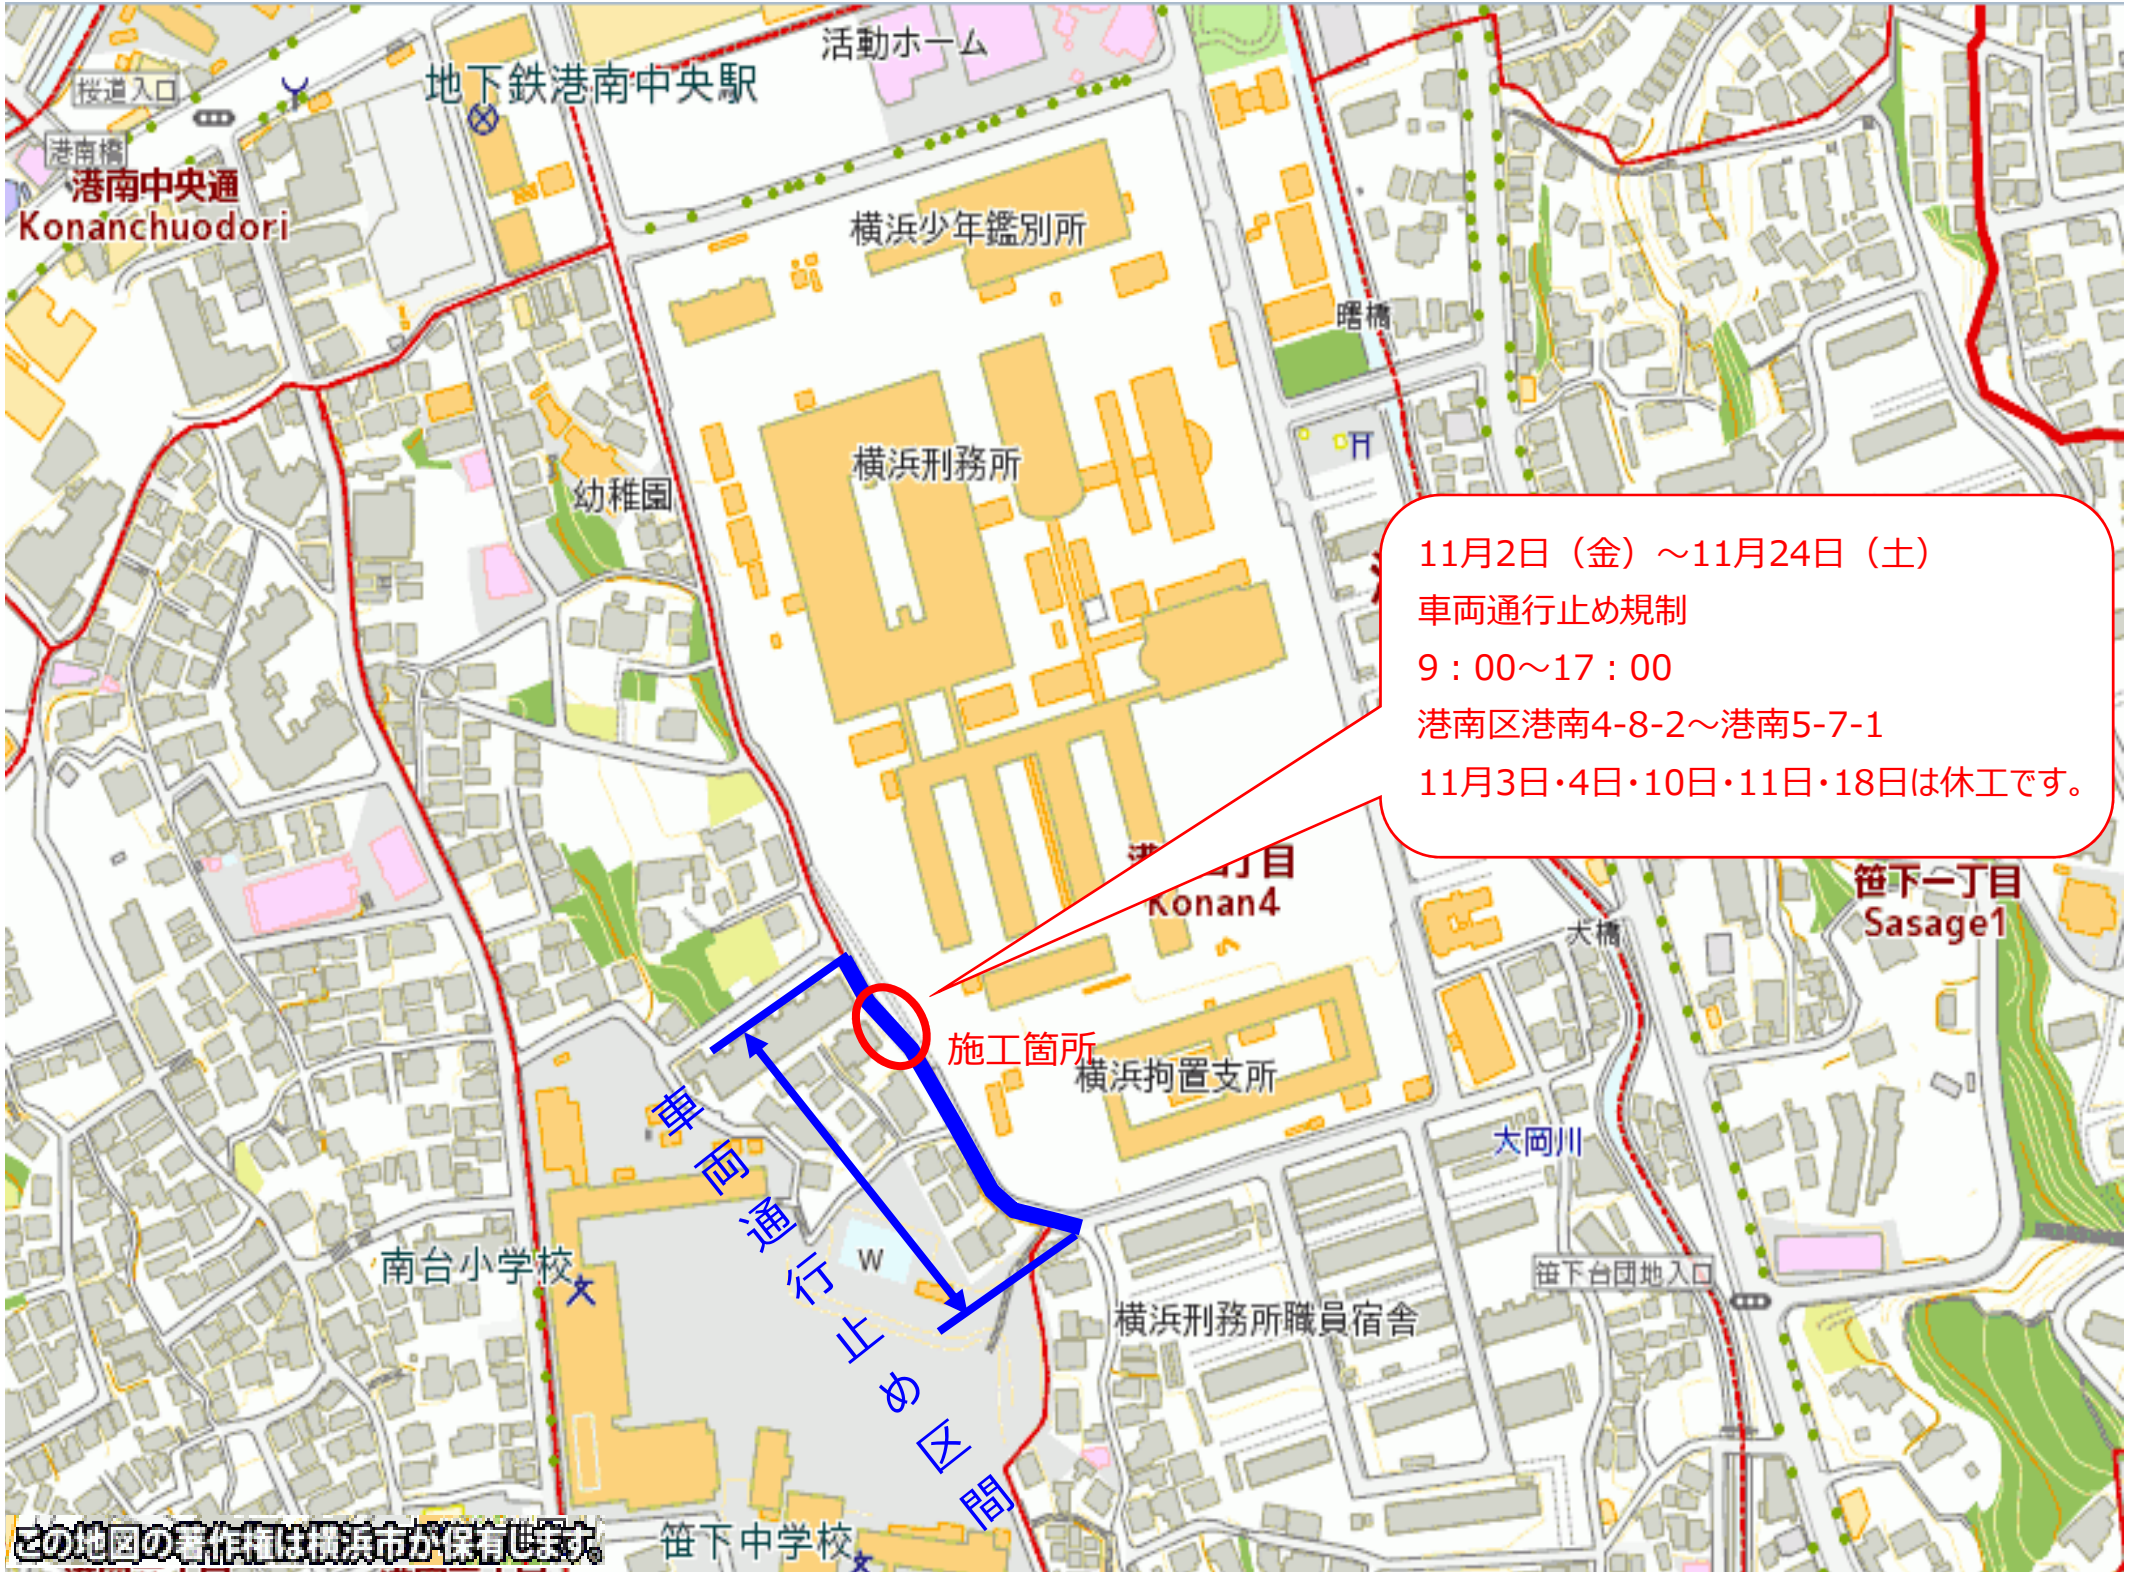 活動ホーム
地下鉄港南中央駅
桜道入口
港南橋
港南中央通
Konanchuodori
横浜少年鑑別所
曙橋
横浜刑務所
幼稚園
11月2日（金）～11月24日（土）
車両通行止め規制
9：00～17：00
港南区港南4-8-2～港南5-7-1
11月3日・4日・10日・11日・18日は休工です。
丁目
Konan4
笹下一丁目
Sasage1
大橋
施工箇所
横浜拘置支所
大岡川
車両通行止め区間
南台小学校
W
笹下台団地入口
横浜刑務所職員宿舎
この地図の著作権は横浜市が保有します。
笹下中学校